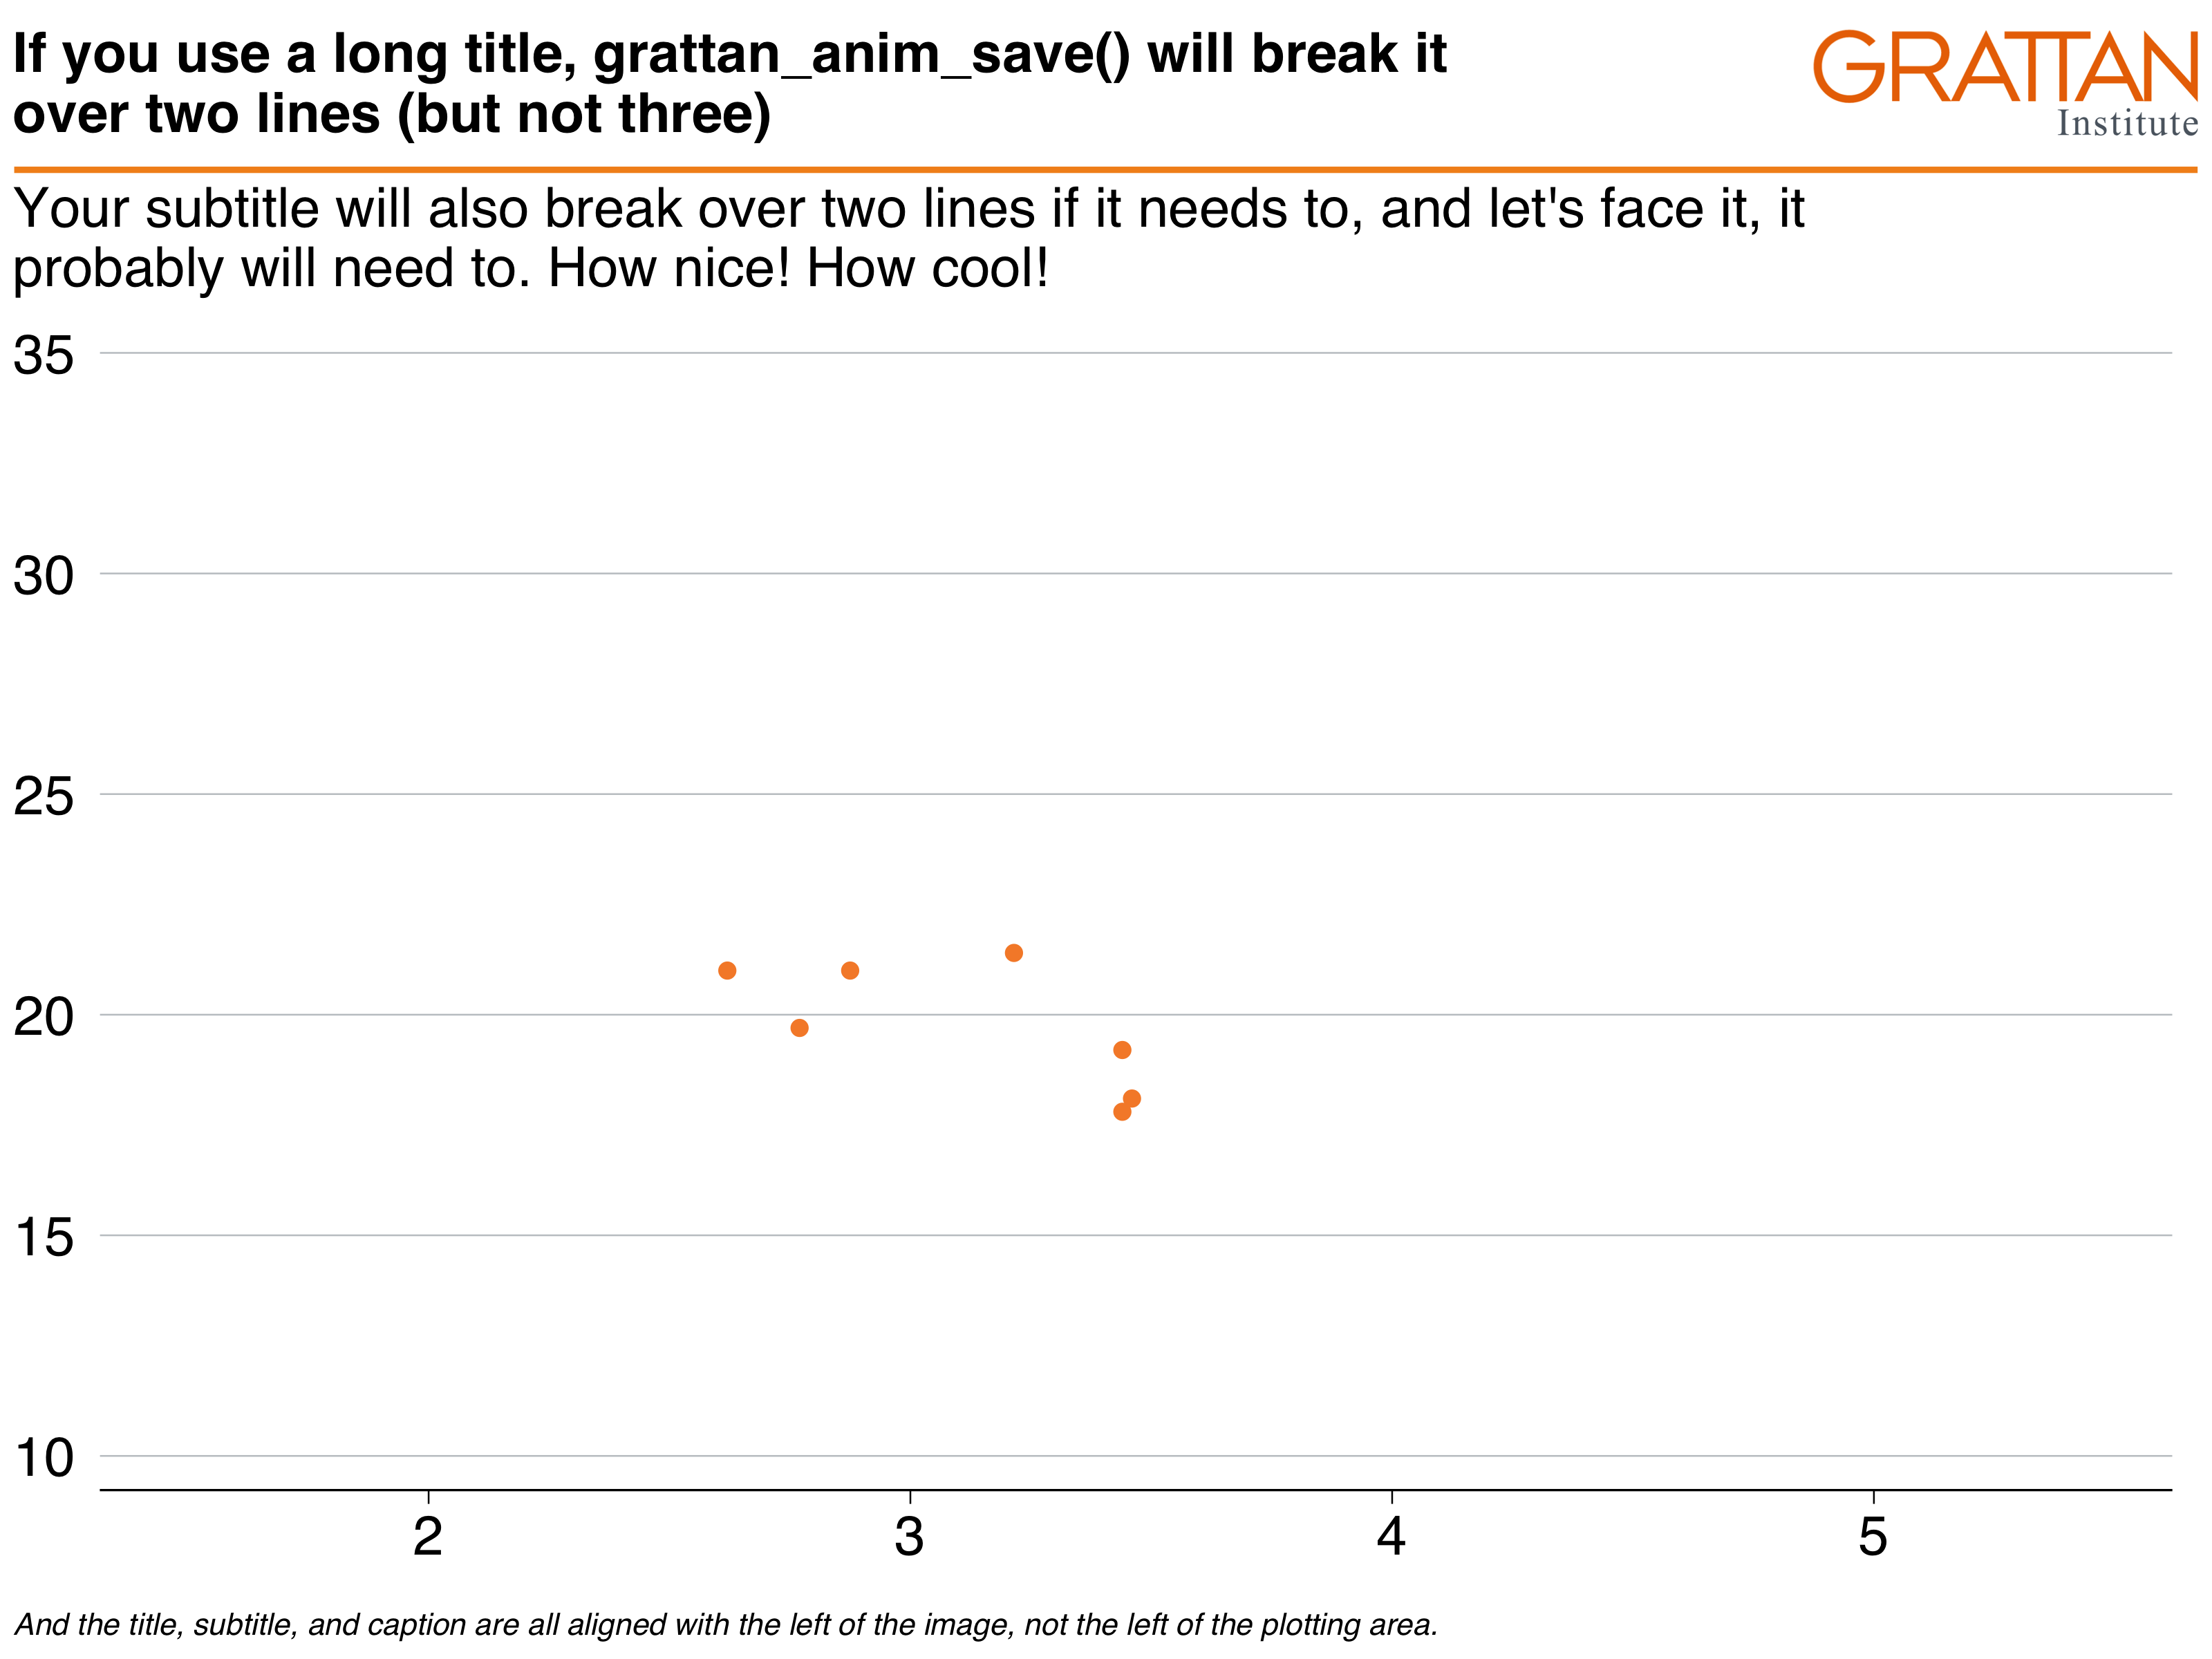 If you use a long title, grattan_anim_save() will break it
over two lines (but not three)
GRATTAN
Institute
Your subtitle will also break over two lines if it needs to, and let's face it, it
probably will need to. How nice! How cool!
35
30
25
20
15
10
2 3 4 5
And the title, subtitle, and caption are all aligned with the left of the image, not the left of the plotting area.